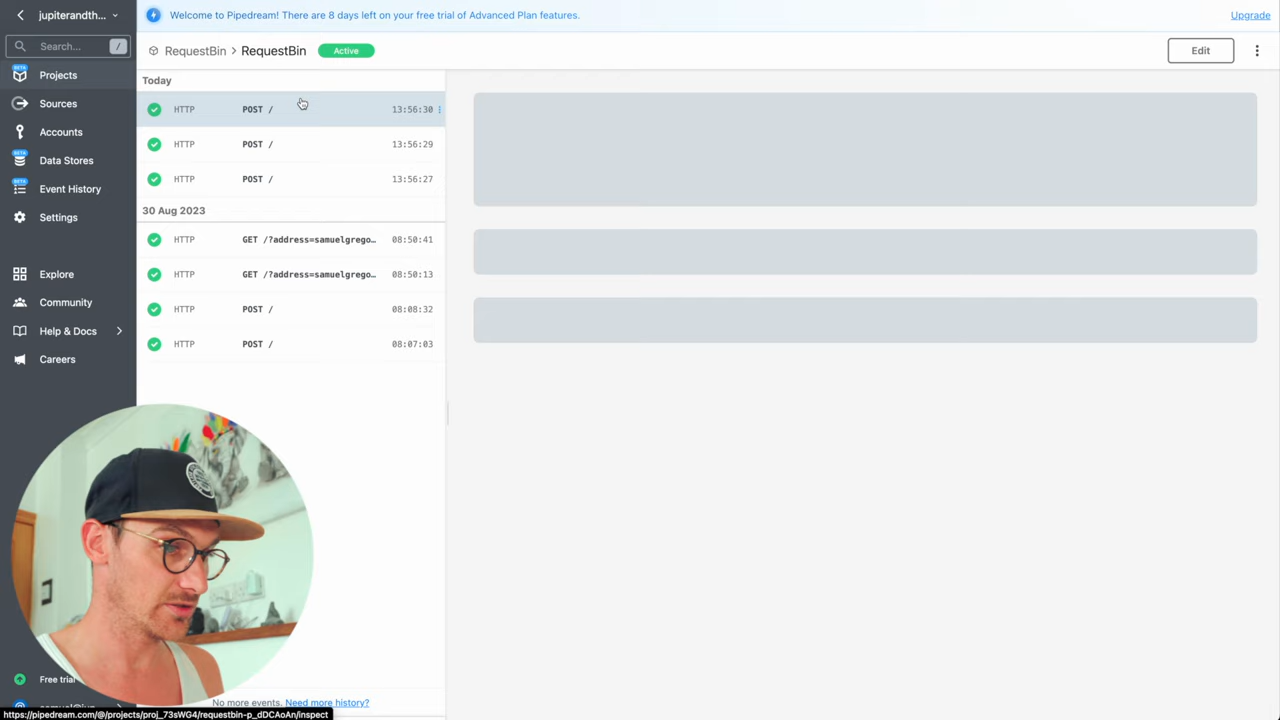 jupiterandth...
Welcome to Pipedream! There are 8 days left on your free trial of Advanced Plan features.
Upgrade
Search...
/
RequestBin > RequestBin
Active
Edit
BETA
Projects
Sources
Accounts
BETA
Data Stores
BETA
Event History
Settings
Explore
Community
Help & Docs
Careers
Free trial
Today
HTTP POST / 13:56:30
HTTP POST / 13:56:29
HTTP POST / 13:56:27
30 Aug 2023
HTTP GET /?address=samuelgrego… 08:50:41
HTTP GET /?address=samuelgrego… 08:50:13
HTTP POST / 08:08:32
HTTP POST / 08:07:03
No more events. Need more history?
https://pipedream.com/@/projects/proj_73sWG4/requestbin-p_dDCAoAn/inspect